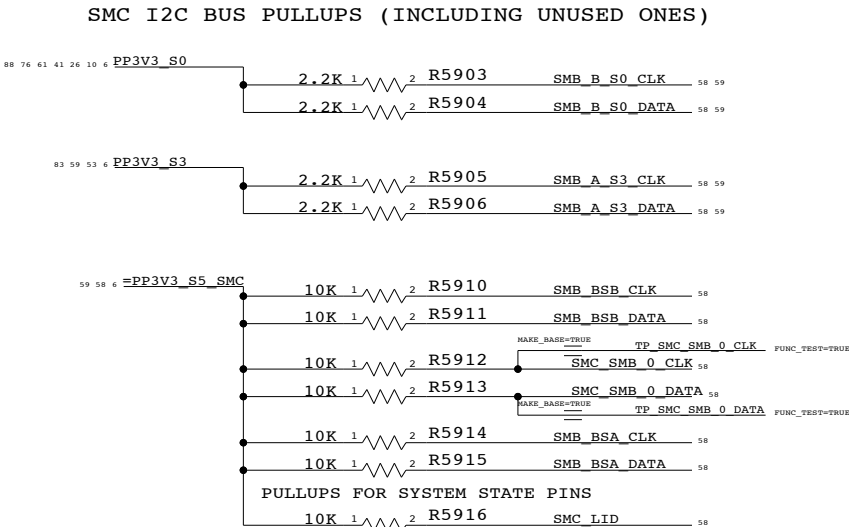 SMC I2C BUS PULLUPS (INCLUDING UNUSED ONES)
88 76 61 41 26 10 6 PP3V3_S0
2.2K 1 2 R5903 SMB_B_S0_CLK 58 59
2.2K 1 2 R5904 SMB_B_S0_DATA 58 59
83 59 53 6 PP3V3_S3
2.2K 1 2 R5905 SMB_A_S3_CLK 58 59
2.2K 1 2 R5906 SMB_A_S3_DATA 58 59
59 58 6 =PP3V3_S5_SMC
10K 1 2 R5910 SMB_BSB_CLK 58
10K 1 2 R5911 SMB_BSB_DATA 58
MAKE_BASE=TRUE TP_SMC_SMB_0_CLK FUNC_TEST=TRUE
10K 1 2 R5912 SMC_SMB_0_CLK 58
10K 1 2 R5913 SMC_SMB_0_DATA 58
MAKE_BASE=TRUE TP_SMC_SMB_0_DATA FUNC_TEST=TRUE
10K 1 2 R5914 SMB_BSA_CLK 58
10K 1 2 R5915 SMB_BSA_DATA 58
PULLUPS FOR SYSTEM STATE PINS
10K 1 2 R5916 SMC_LID 58